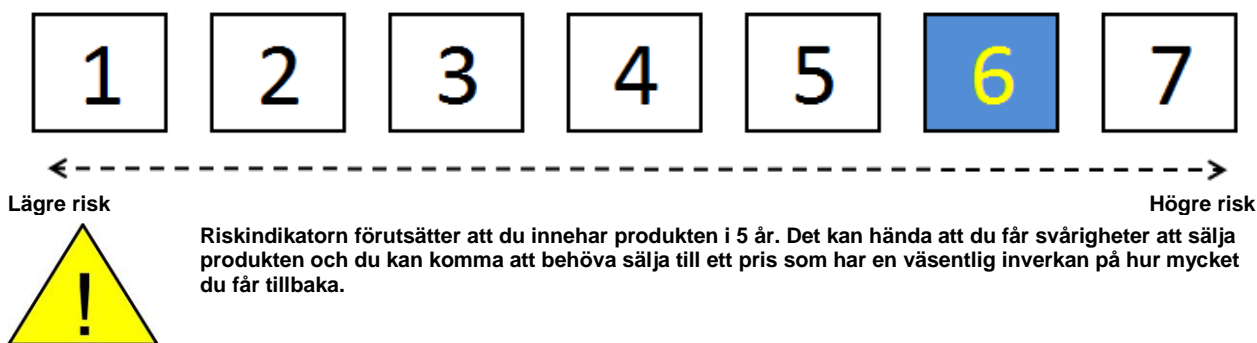 1 2 3 4 5 6 7
Lägre risk Högre risk
Riskindikatorn förutsätter att du innehar produkten i 5 år. Det kan hända att du får svårigheter att sälja
produkten och du kan komma att behöva sälja till ett pris som har en väsentlig inverkan på hur mycket
du får tillbaka.
!